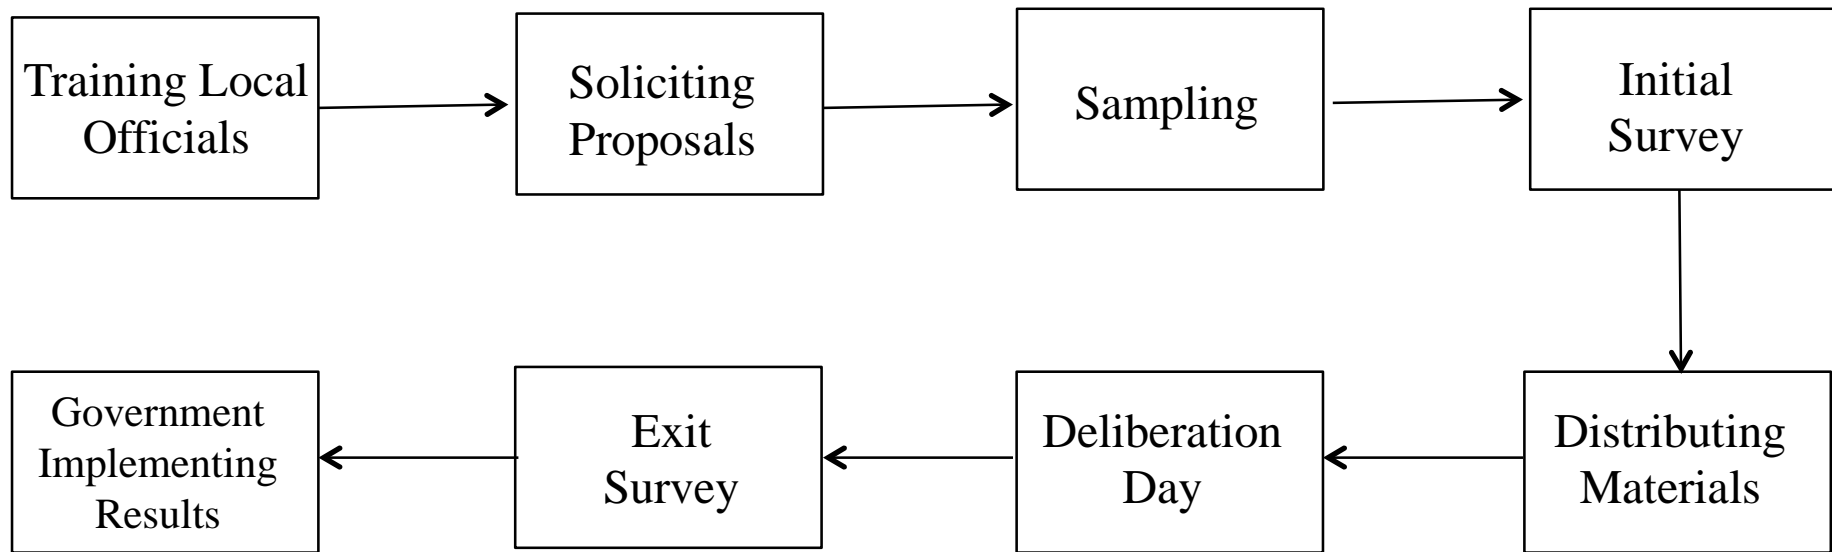 Training Local
Officials
Soliciting
Proposals
Sampling
Initial
Survey
Distributing
Materials
Deliberation
Day
Exit
Survey
Government
Implementing
Results